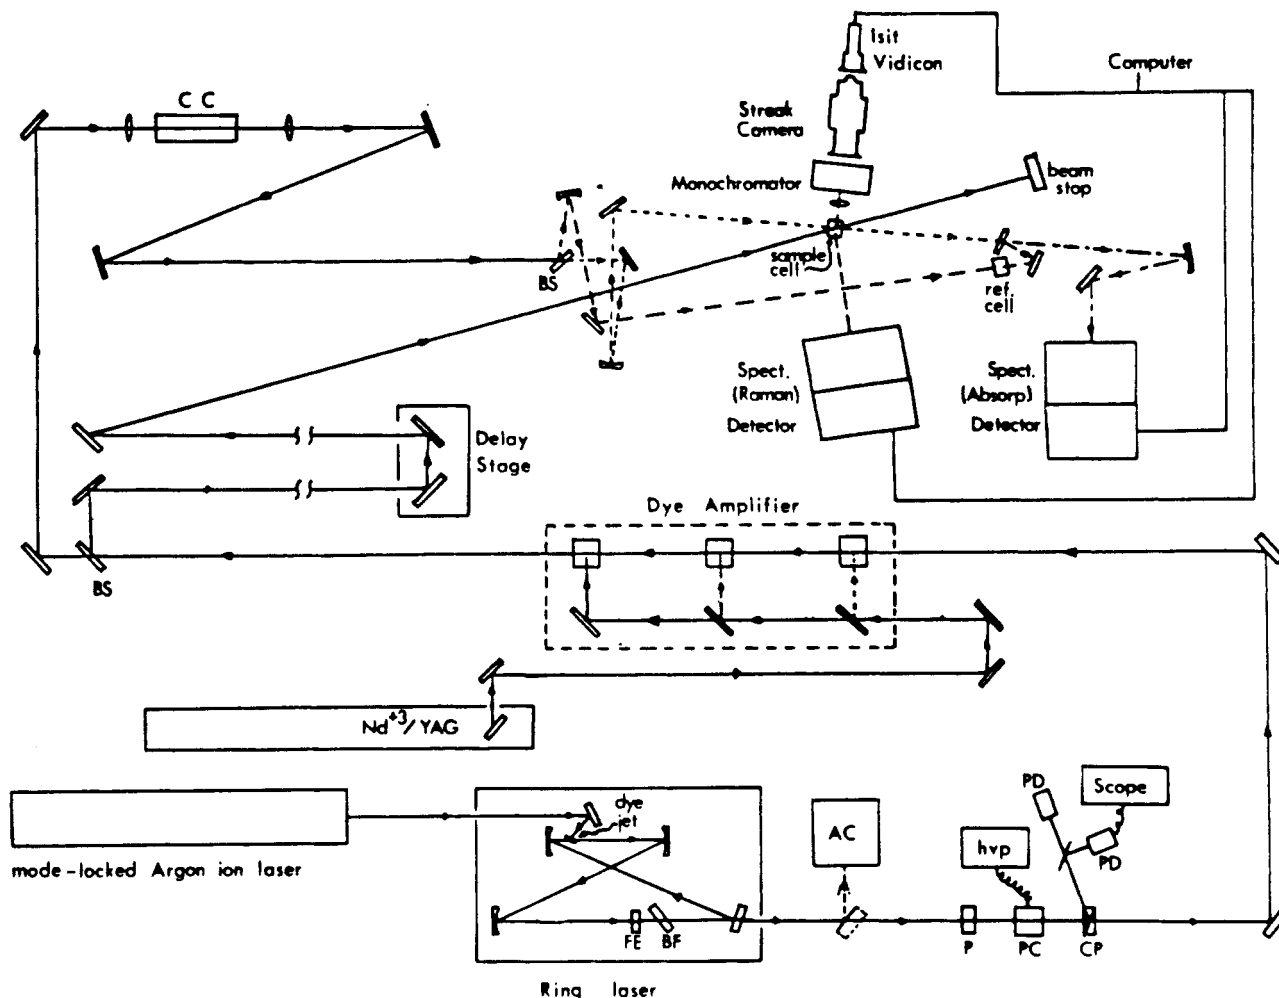 Isit
Vidicon
Computer
C C
Streak
Camera
Monochromator
beam
stop
sample
cell
BS
ref.
cell
Spect.
(Raman)
Detector
Spect.
(Absorp)
Detector
Delay
Stage
Dye Amplifier
BS
Nd+3/YAG
mode-locked Argon ion laser
dye
jet
FE
BF
Ring laser
AC
hvp
P
PC
CP
PD
PD
Scope